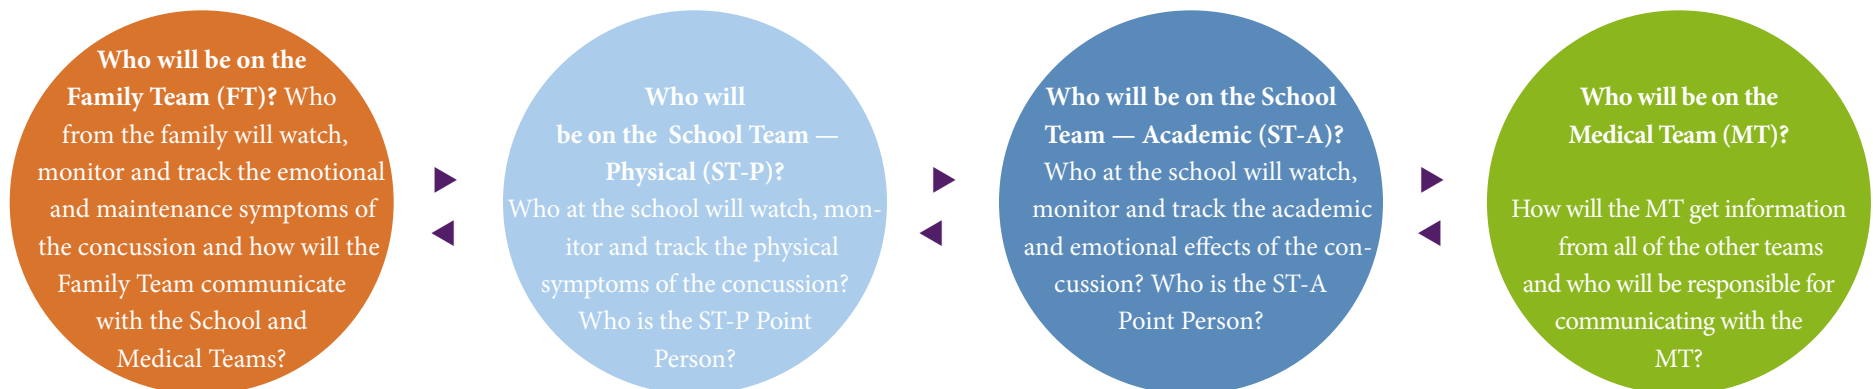 Who will be on the
Family Team (FT)? Who
from the family will watch,
monitor and track the emotional
and maintenance symptoms of
the concussion and how will the
Family Team communicate
with the School and
Medical Teams?
Who will
be on the School Team —
Physical (ST-P)?
Who at the school will watch, mon-
itor and track the physical
symptoms of the concussion?
Who is the ST-P Point
Person?
Who will be on the School
Team — Academic (ST-A)?
Who at the school will watch,
monitor and track the academic
and emotional effects of the con-
cussion? Who is the ST-A
Point Person?
Who will be on the
Medical Team (MT)?
How will the MT get information
from all of the other teams
and who will be responsible for
communicating with the
MT?